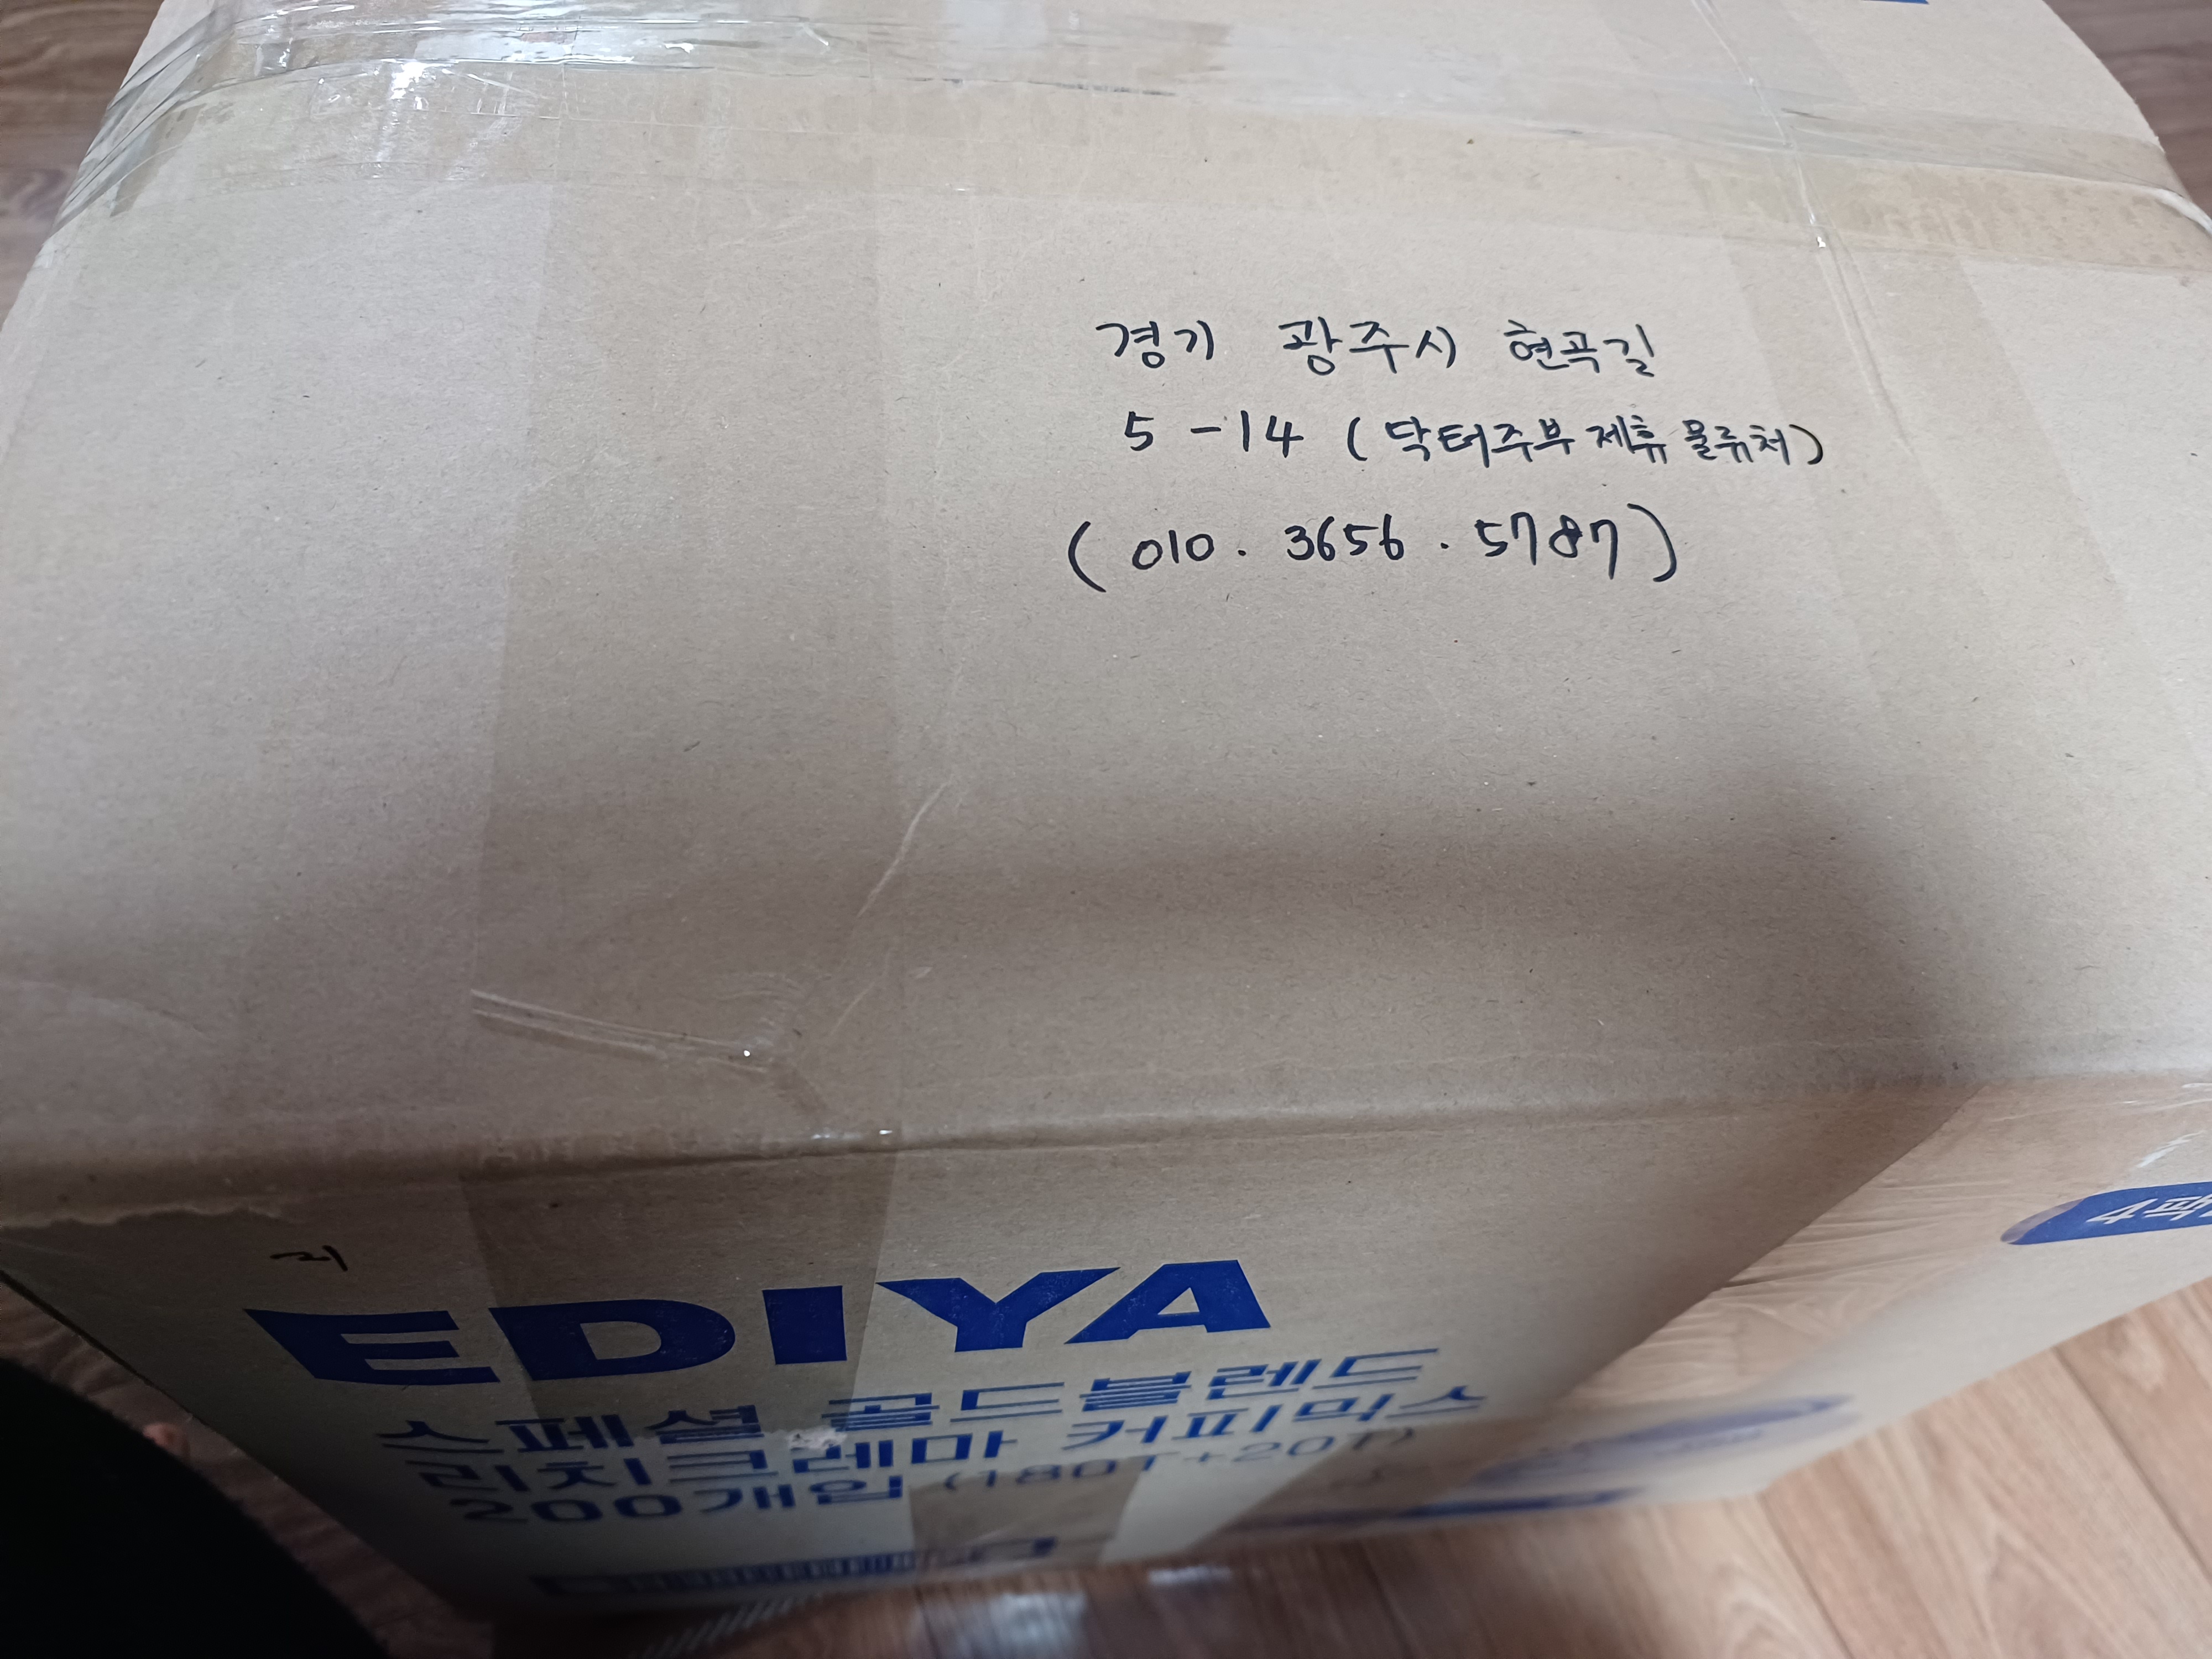 경기 광주시 현곡길
5-14 (닥터주부 제휴 물류처)
(010. 3656. 5787)
EDIYA
스페셜 골드블렌드
리치크레마 커피믹스
200개입 (180T+20T)